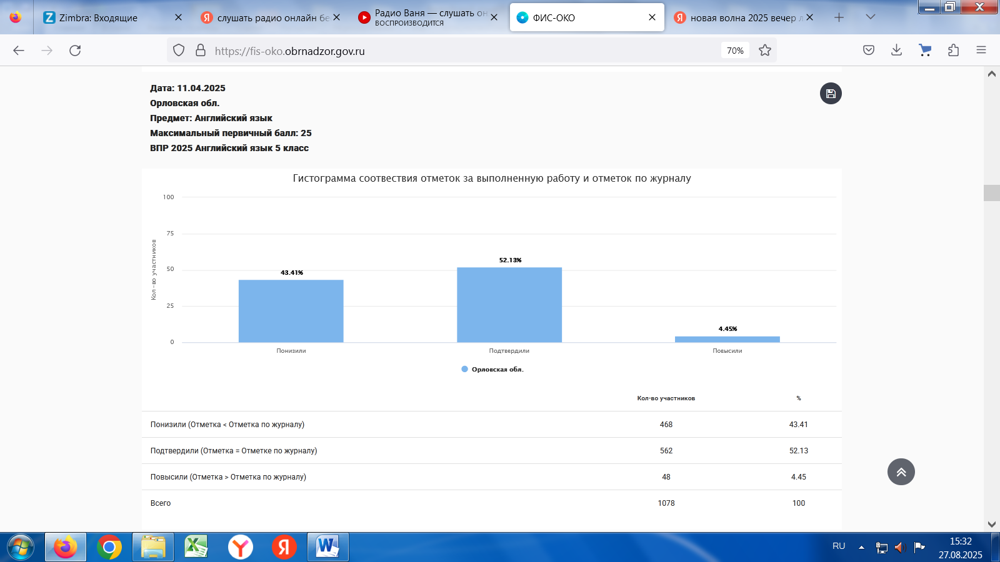 Zimbra: Входящие
слушать радио онлайн бе
Радио Ваня — слушать он
ВОСПРОИЗВОДИТСЯ
ФИС-ОКО
новая волна 2025 вечер л
https://fis-oko.obrnadzor.gov.ru
70%
Дата: 11.04.2025
Орловская обл.
Предмет: Английский язык
Максимальный первичный балл: 25
ВПР 2025 Английский язык 5 класс
Гистограмма соотвествия отметок за выполненную работу и отметок по журналу
Кол-во участников
100
75
50
25
0
43.41%
52.13%
4.45%
Понизили
Подтвердили
Повысили
Орловская обл.
Кол-во участников %
Понизили (Отметка < Отметка по журналу) 468 43.41
Подтвердили (Отметка = Отметке по журналу) 562 52.13
Повысили (Отметка > Отметка по журналу) 48 4.45
Всего 1078 100
RU
15:32
27.08.2025